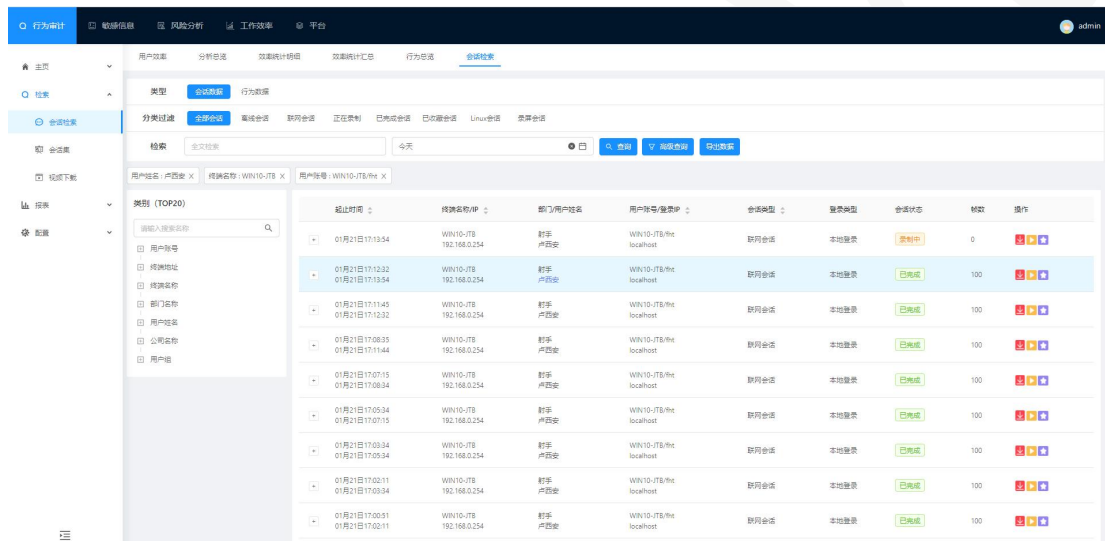 行为审计 敏感信息 风险分析 工作效率 平台 admin
用户效率 分析总览 效率统计明细 效率统计汇总 行为总览 会话检索
主页
检索
会话检索
会话集
视频下载
报表
配置
类型 会话数据 行为数据
分类过滤 全部会话 离线会话 联网会话 正在录制 已完成会话 已收藏会话 Linux会话 录屏会话
检索 全文检索 今天 查询 高级查询 导出数据
用户姓名 : 卢西安 X 终端名称 : WIN10-JTB X 用户账号 : WIN10-JTB/fht X
类别（TOP20）
请输入搜索名称
用户账号
终端地址
终端名称
部门名称
用户姓名
公司名称
用户组
起止时间 终端名称/IP 部门/用户姓名 用户账号/登录IP 会话类型 登录类型 会话状态 帧数 操作
01月21日17:13:54 WIN10-JTB 射手 WIN10-JTB/fht 联网会话 本地登录 录制中 0
192.168.0.254 卢西安 localhost
01月21日17:12:32 WIN10-JTB 射手 WIN10-JTB/fht 联网会话 本地登录 已完成 100
01月21日17:13:54 192.168.0.254 卢西安 localhost
01月21日17:11:45 WIN10-JTB 射手 WIN10-JTB/fht 联网会话 本地登录 已完成 100
01月21日17:12:32 192.168.0.254 卢西安 localhost
01月21日17:08:35 WIN10-JTB 射手 WIN10-JTB/fht 联网会话 本地登录 已完成 100
01月21日17:11:44 192.168.0.254 卢西安 localhost
01月21日17:07:15 WIN10-JTB 射手 WIN10-JTB/fht 联网会话 本地登录 已完成 100
01月21日17:08:34 192.168.0.254 卢西安 localhost
01月21日17:05:34 WIN10-JTB 射手 WIN10-JTB/fht 联网会话 本地登录 已完成 100
01月21日17:07:15 192.168.0.254 卢西安 localhost
01月21日17:03:34 WIN10-JTB 射手 WIN10-JTB/fht 联网会话 本地登录 已完成 100
01月21日17:05:34 192.168.0.254 卢西安 localhost
01月21日17:02:11 WIN10-JTB 射手 WIN10-JTB/fht 联网会话 本地登录 已完成 100
01月21日17:03:34 192.168.0.254 卢西安 localhost
01月21日17:00:51 WIN10-JTB 射手 WIN10-JTB/fht 联网会话 本地登录 已完成 100
01月21日17:02:11 192.168.0.254 卢西安 localhost